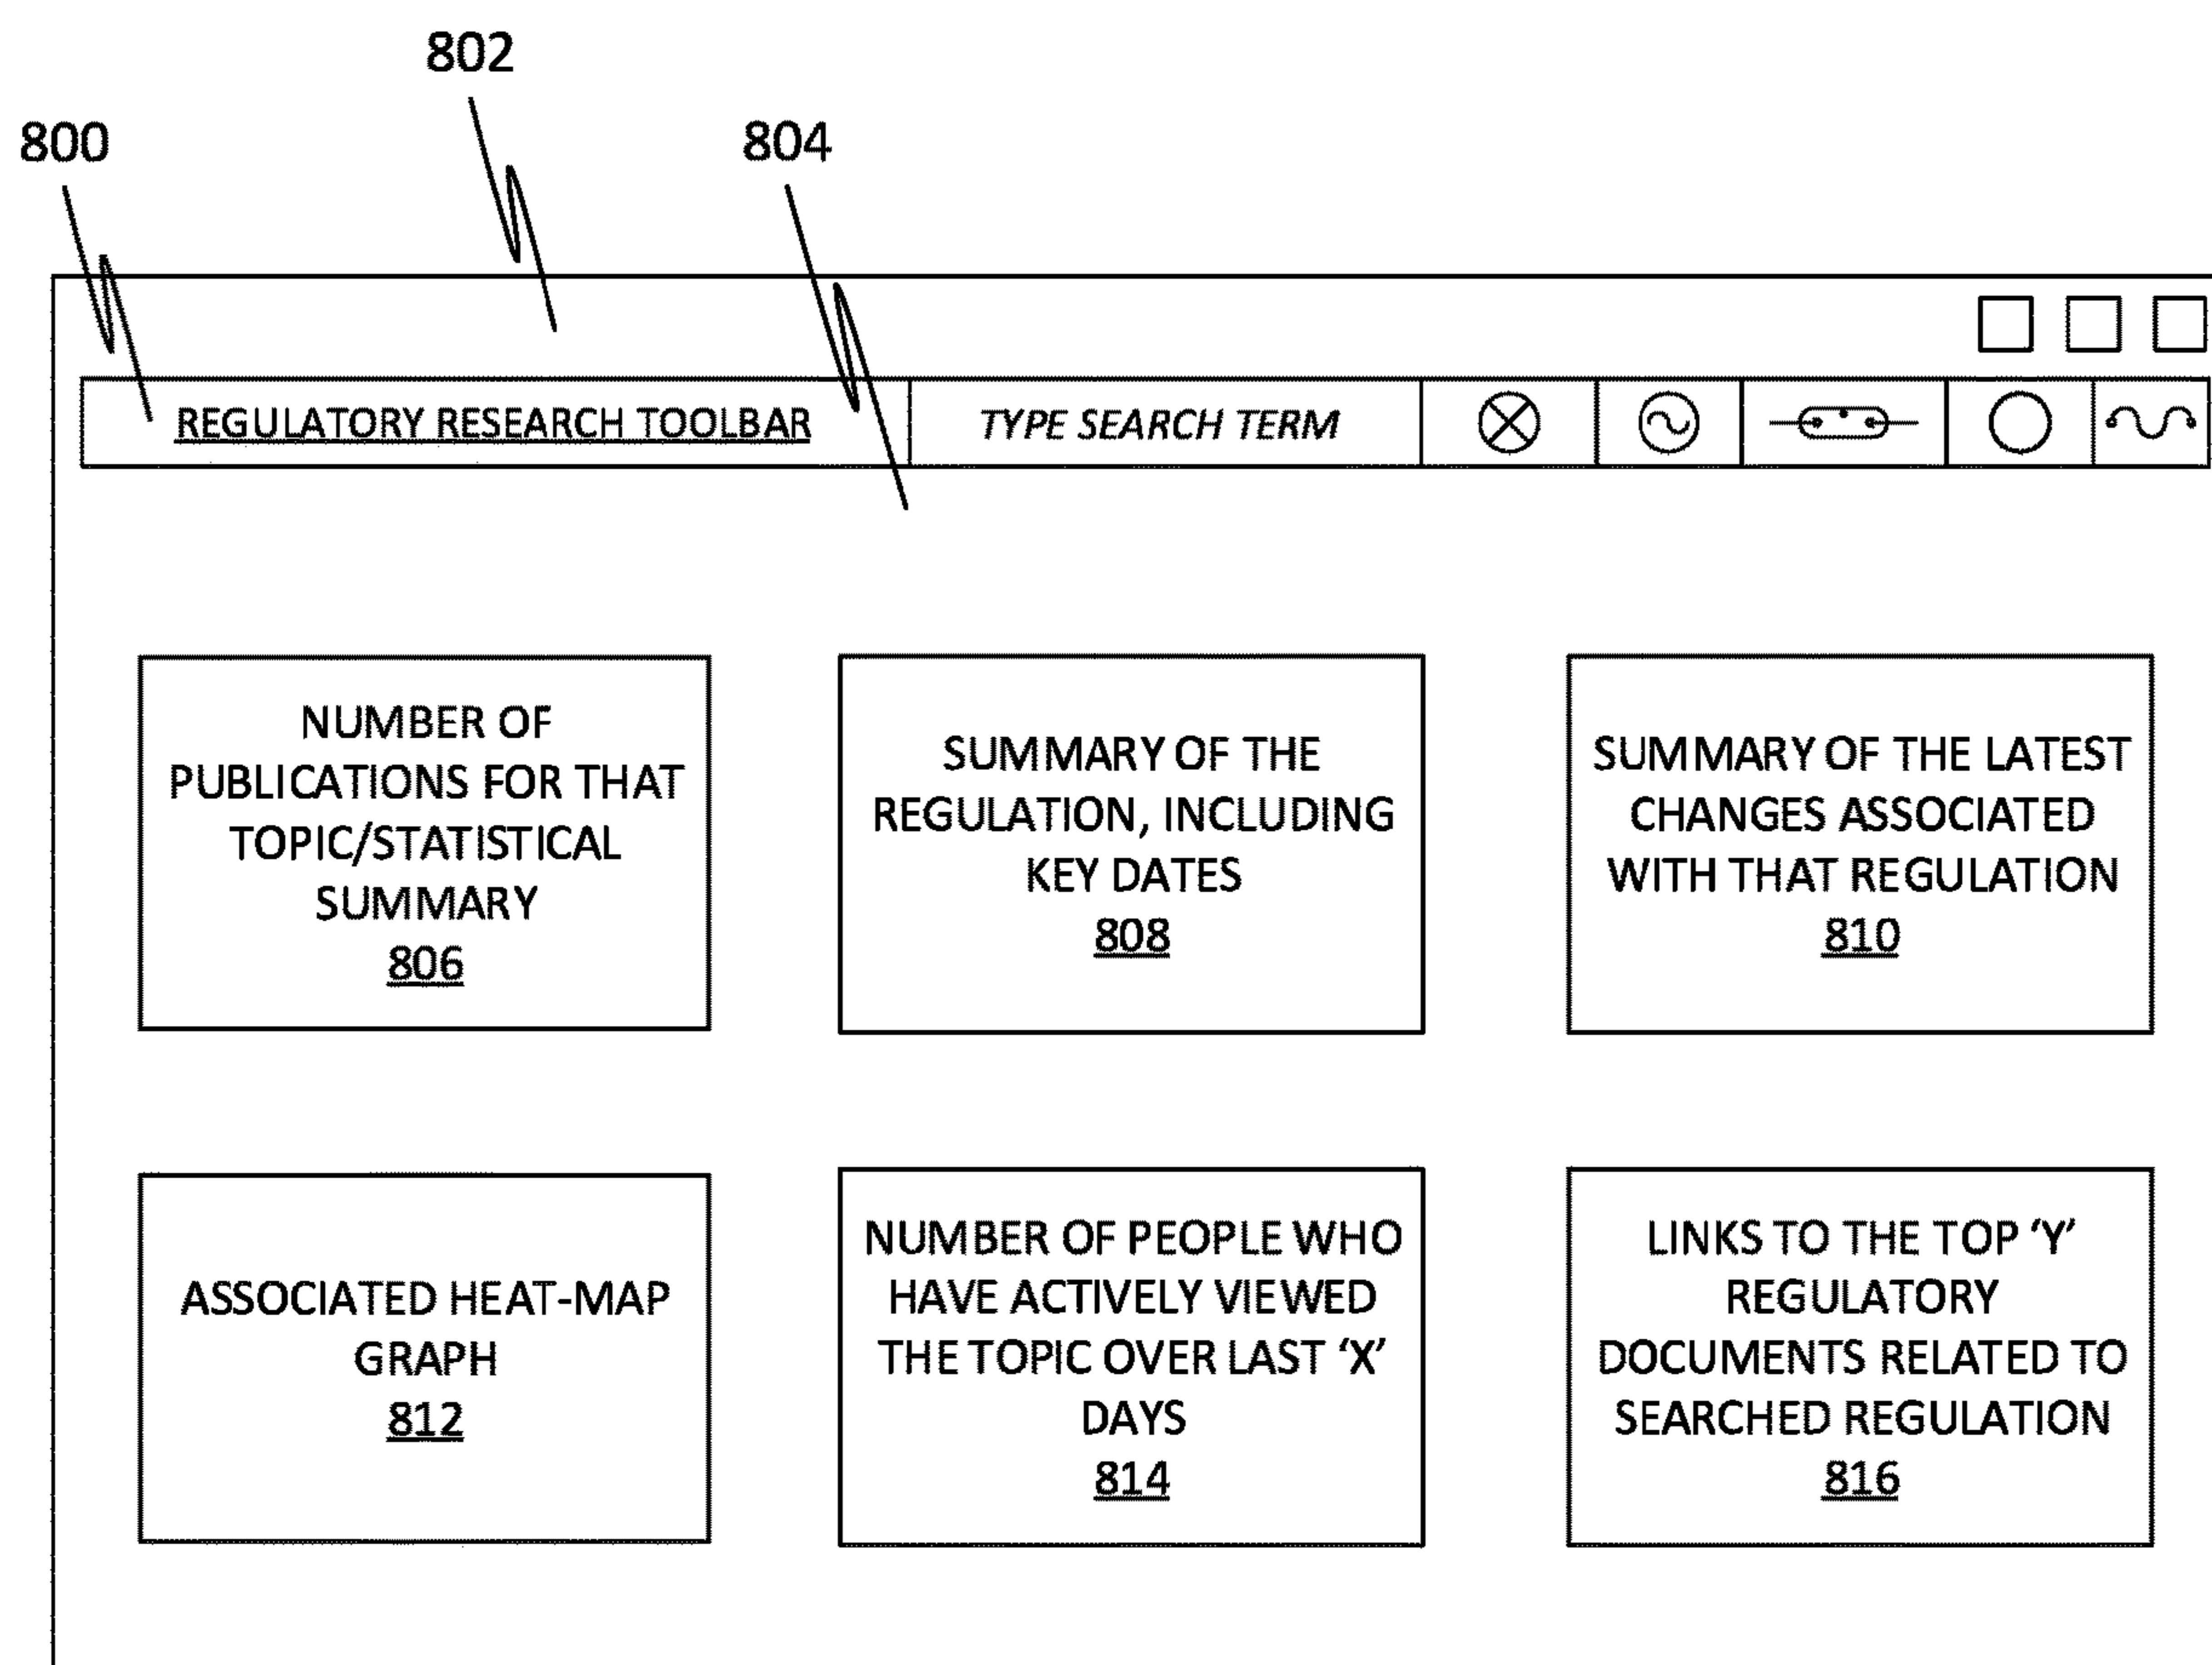 802
800
804
REGULATORY RESEARCH TOOLBAR
TYPE SEARCH TERM
NUMBER OF
PUBLICATIONS FOR THAT
TOPIC/STATISTICAL
SUMMARY
806
SUMMARY OF THE
REGULATION, INCLUDING
KEY DATES
808
SUMMARY OF THE LATEST
CHANGES ASSOCIATED
WITH THAT REGULATION
810
ASSOCIATED HEAT-MAP
GRAPH
812
NUMBER OF PEOPLE WHO
HAVE ACTIVELY VIEWED
THE TOPIC OVER LAST ‘X’
DAYS
814
LINKS TO THE TOP ‘Y’
REGULATORY
DOCUMENTS RELATED TO
SEARCHED REGULATION
816